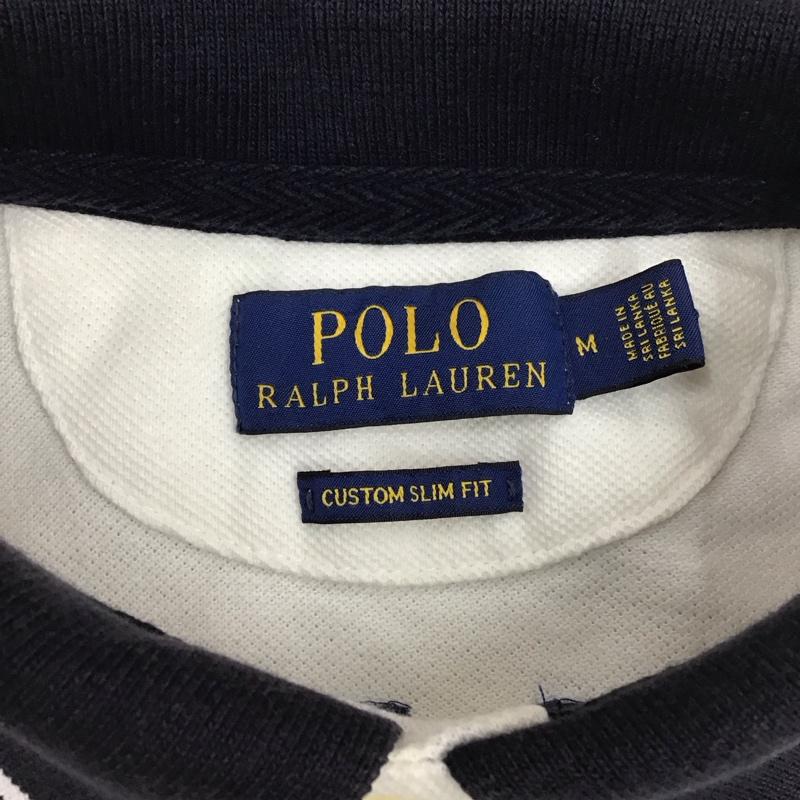 POLO
RALPH LAUREN
M
MADE IN
SRI LANKA
FABRIQUÉ AU
SRI LANKA
CUSTOM SLIM FIT